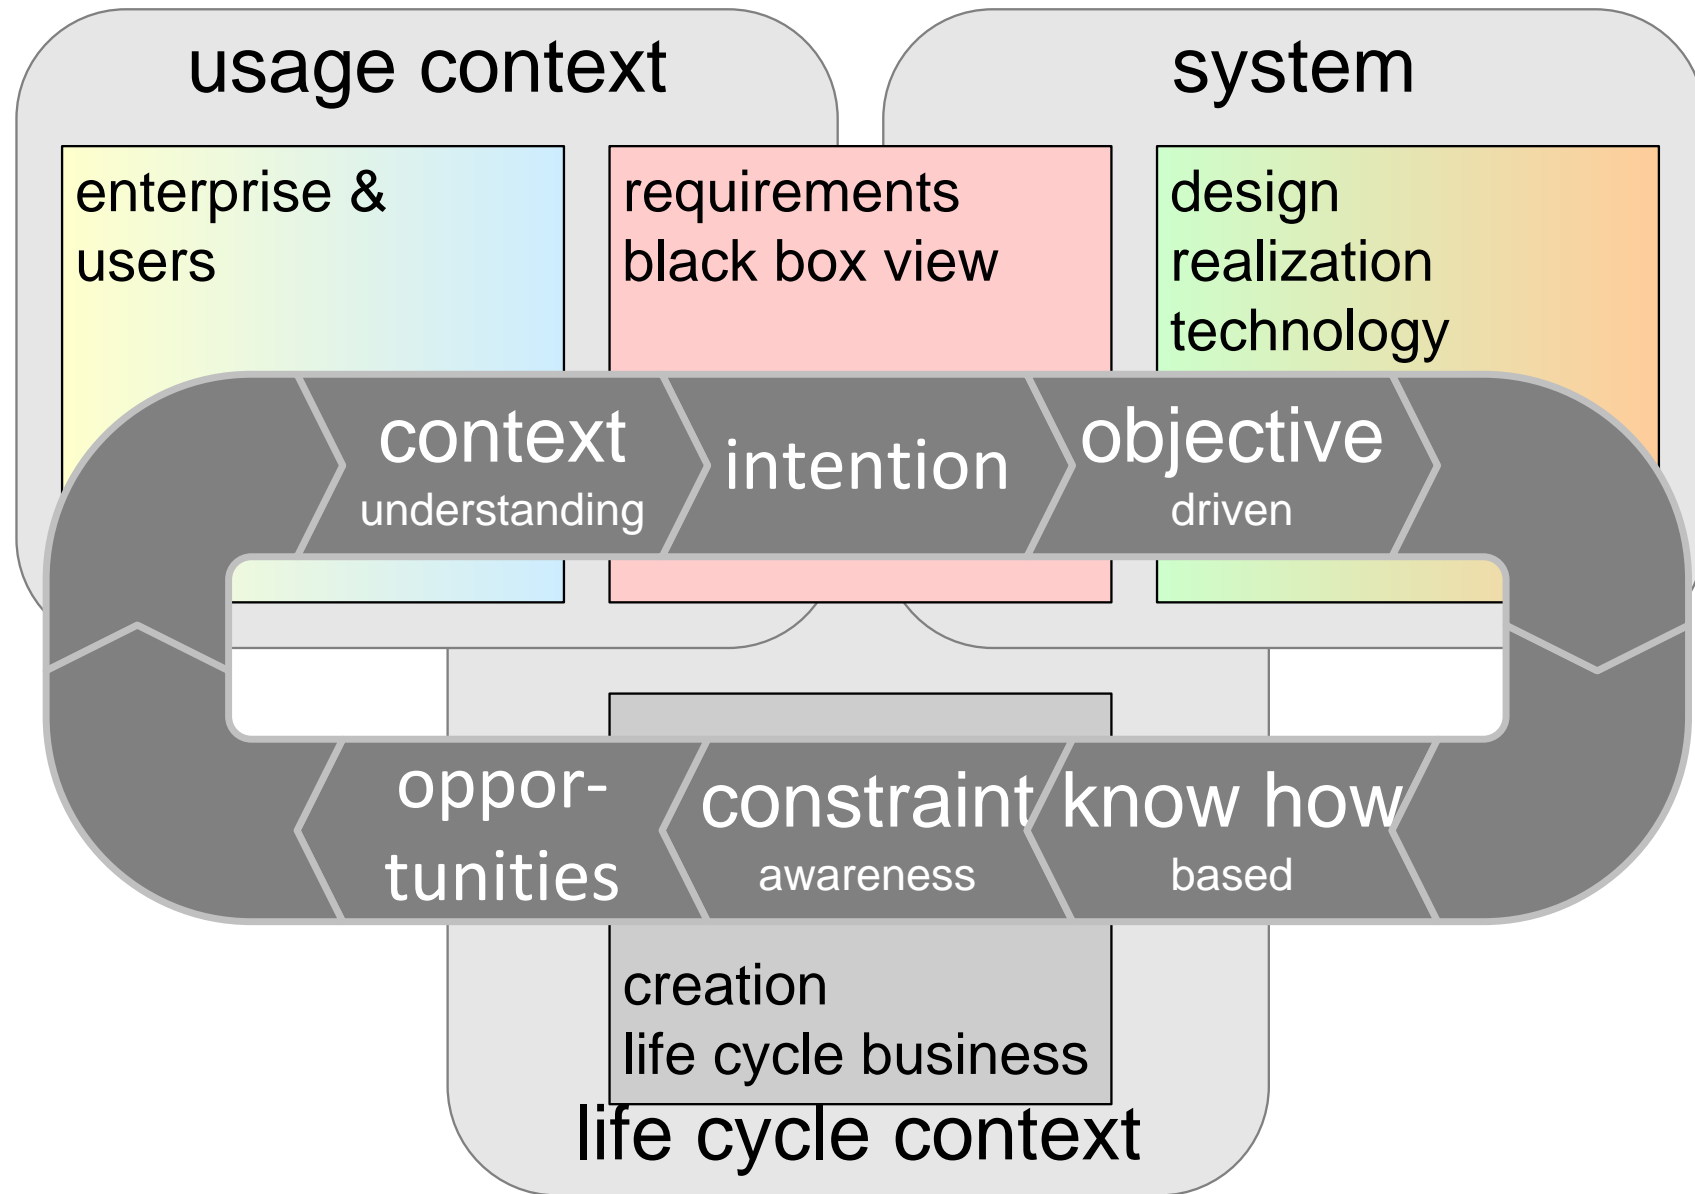 usage context
system
enterprise &
users
requirements
black box view
design
realization
technology
context
understanding
intention
objective
driven
oppor-
tunities
constraint
awareness
know how
based
creation
life cycle business
life cycle context